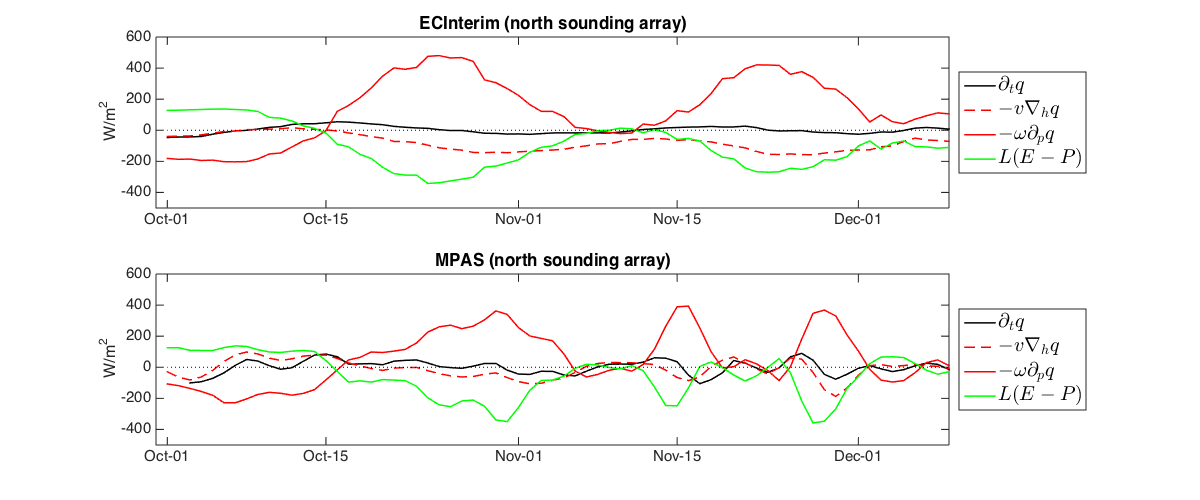 ECInterim (north sounding array)
600
400
200
0
-200
-400
W/m²
Oct-01 Oct-15 Nov-01 Nov-15 Dec-01
∂ₜq
−v∇ₕq
−ω∂ₚq
L(E − P)
MPAS (north sounding array)
600
400
200
0
-200
-400
W/m²
Oct-01 Oct-15 Nov-01 Nov-15 Dec-01
∂ₜq
−v∇ₕq
−ω∂ₚq
L(E − P)